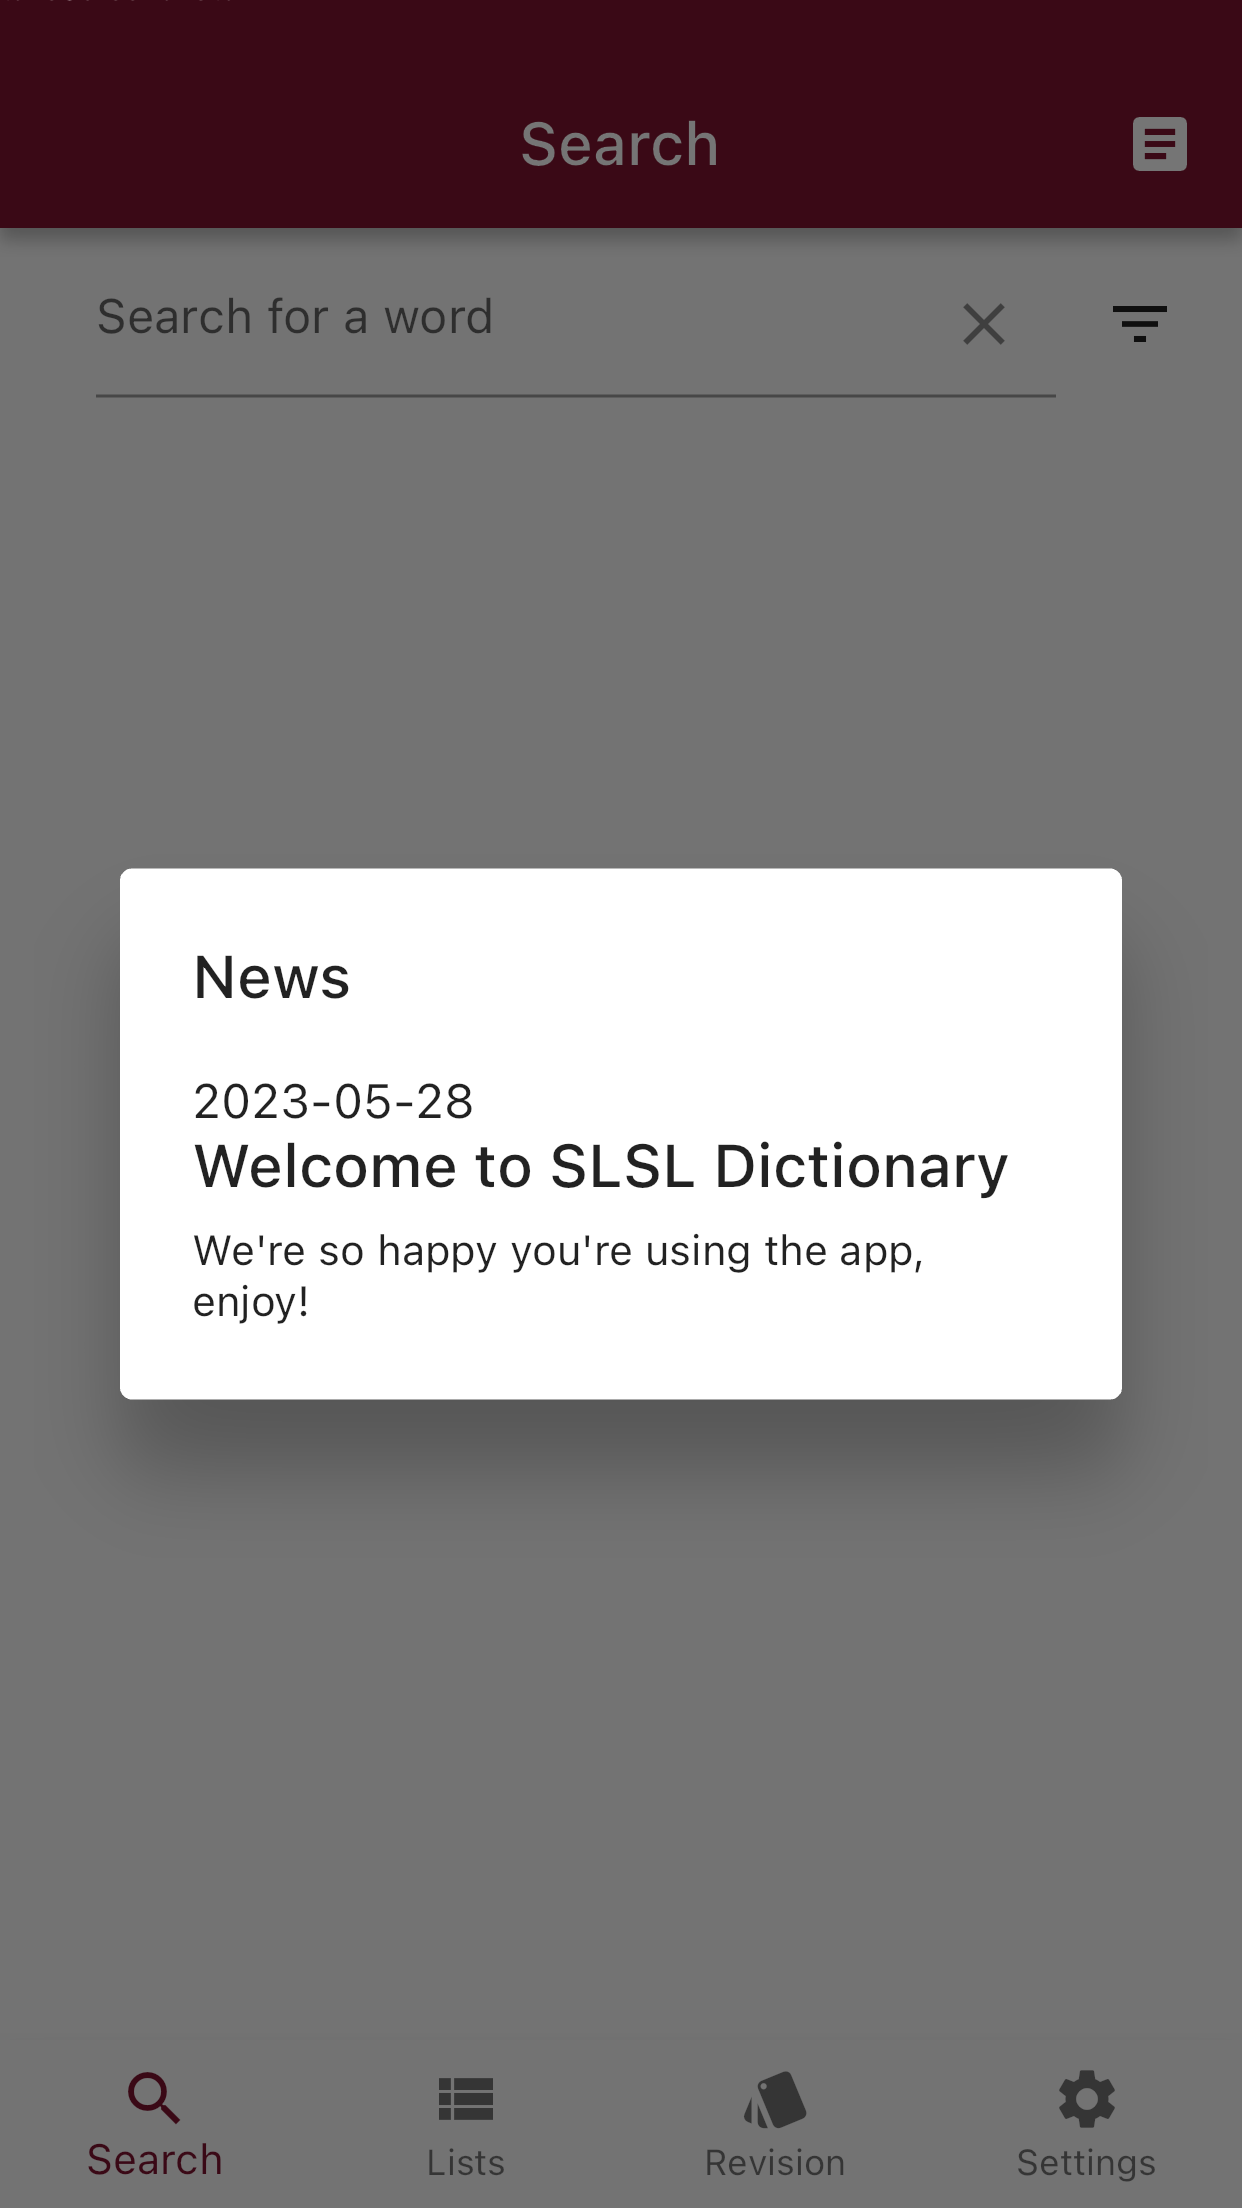 Search
Search for a word
News
2023-05-28
Welcome to SLSL Dictionary
We're so happy you're using the app,
enjoy!
Search
Lists
Revision
Settings